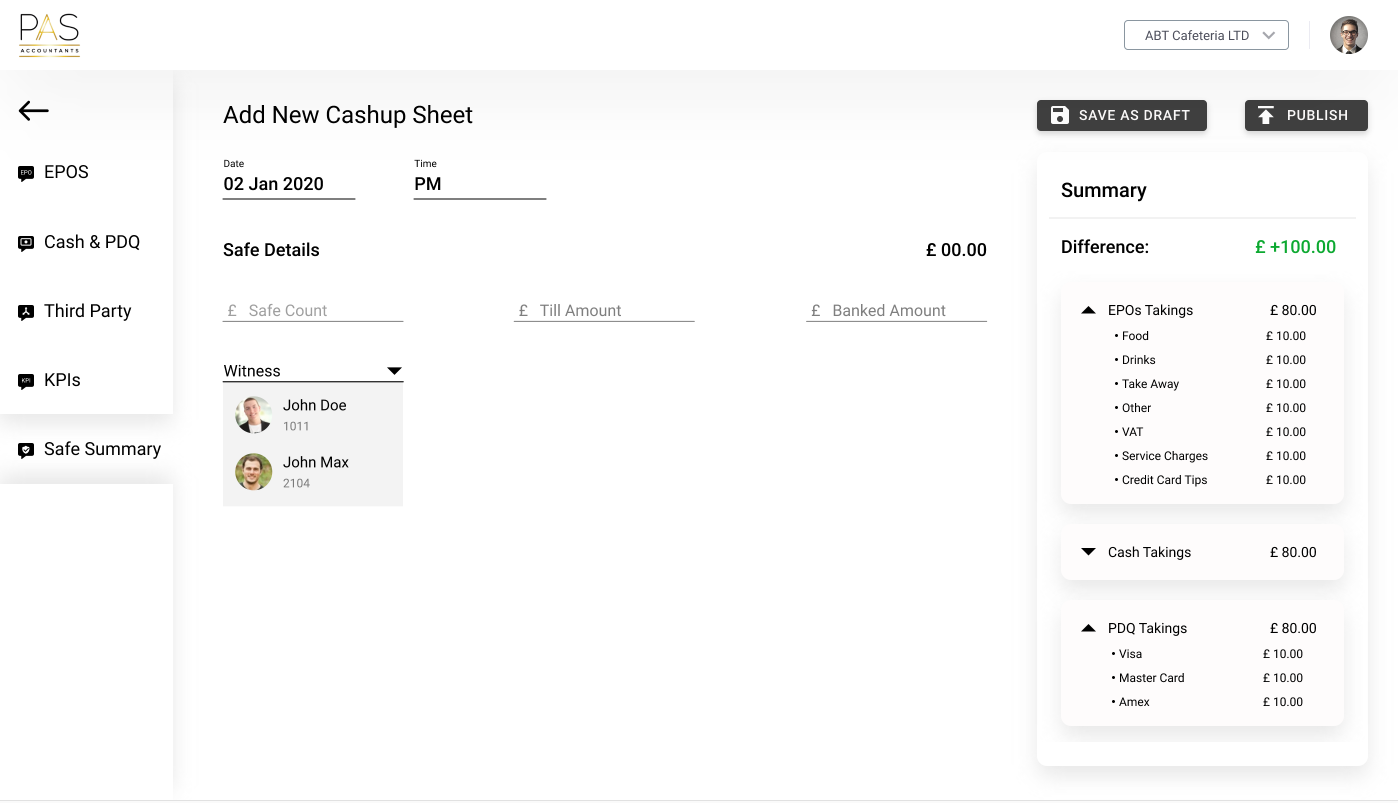 PAS
ACCOUNTANTS
ABT Cafeteria LTD
Add New Cashup Sheet
SAVE AS DRAFT
PUBLISH
EPO
EPOS
Cash & PDQ
Third Party
KPI
KPIs
Safe Summary
Date
02 Jan 2020
Time
PM
Safe Details
£ 00.00
£ Safe Count
£ Till Amount
£ Banked Amount
Witness
John Doe
1011
John Max
2104
Summary
Difference: £ +100.00
EPOs Takings £ 80.00
• Food £ 10.00
• Drinks £ 10.00
• Take Away £ 10.00
• Other £ 10.00
• VAT £ 10.00
• Service Charges £ 10.00
• Credit Card Tips £ 10.00
Cash Takings £ 80.00
PDQ Takings £ 80.00
• Visa £ 10.00
• Master Card £ 10.00
• Amex £ 10.00